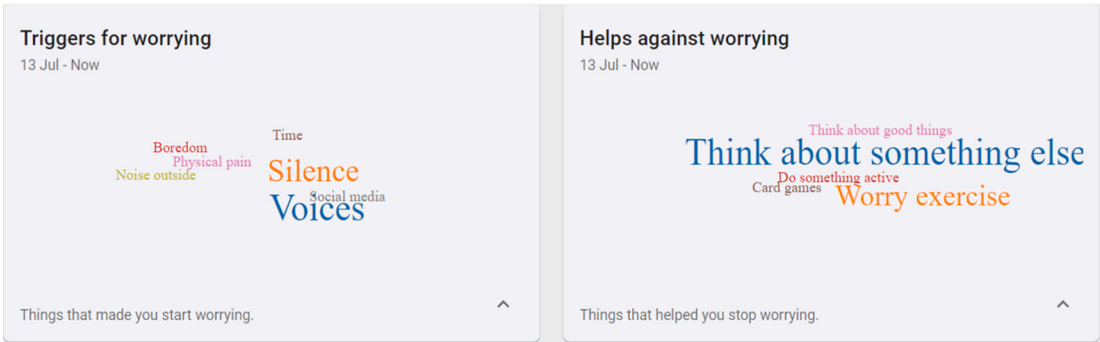 Triggers for worrying
13 Jul - Now
Time
Boredom
Physical pain
Silence
Noise outside
Social media
Voices
Things that made you start worrying.
Helps against worrying
13 Jul - Now
Think about good things
Think about something else
Do something active
Card games
Worry exercise
Things that helped you stop worrying.